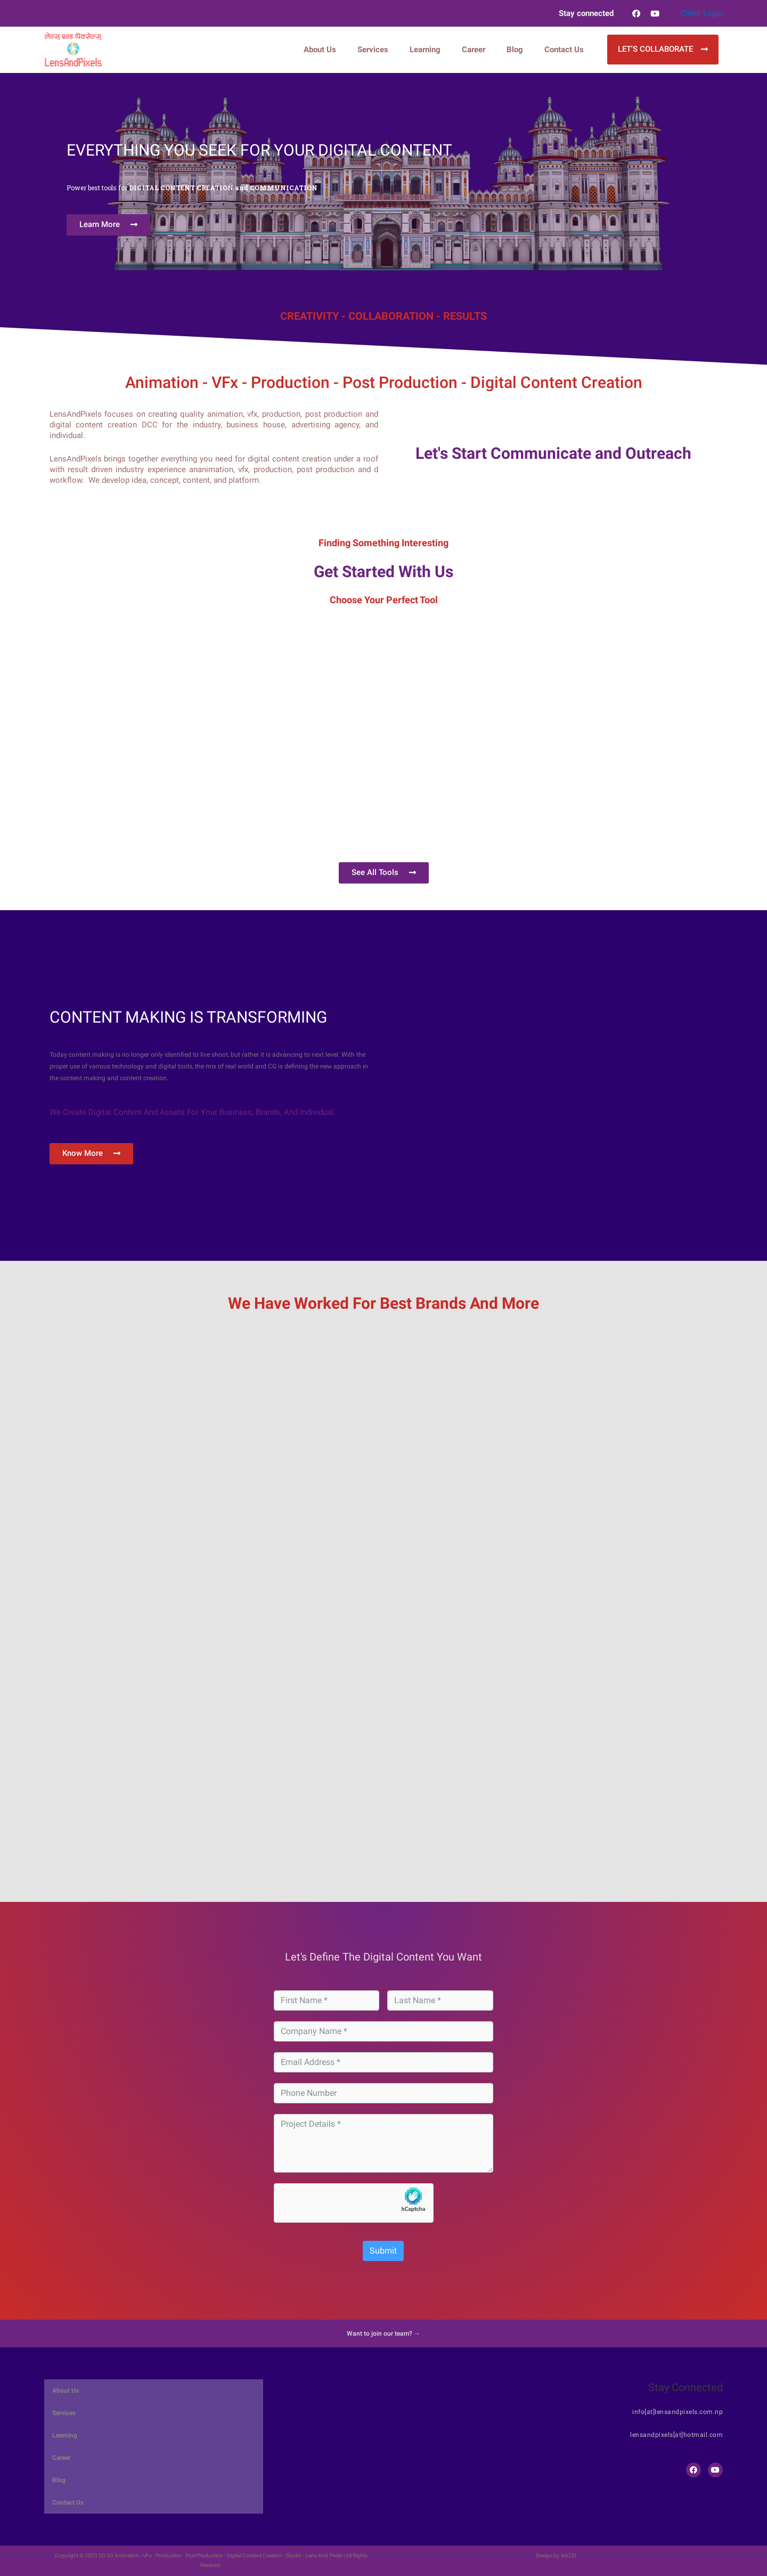 Stay connected
Client Login
लेन्स् एण्ड पिक्सेल्स्
LensAndPixels
About Us
Services
Learning
Career
Blog
Contact Us
LET'S COLLABORATE
EVERYTHING YOU SEEK FOR YOUR DIGITAL CONTENT
Power best tools for DIGITAL CONTENT CREATION and COMMUNICATION
Learn More
CREATIVITY - COLLABORATION - RESULTS
Animation - VFx - Production - Post Production - Digital Content Creation
LensAndPixels focuses on creating quality animation, vfx, production, post production and
digital content creation DCC for the industry, business house, advertising agency, and
individual.
LensAndPixels brings together everything you need for digital content creation under a roof
with result driven industry experience ananimation, vfx, production, post production and d
workflow. We develop idea, concept, content, and platform.
Let's Start Communicate and Outreach
Finding Something Interesting
Get Started With Us
Choose Your Perfect Tool
See All Tools
CONTENT MAKING IS TRANSFORMING
Today content making is no longer only identified to live shoot, but rather it is advancing to next level. With the
proper use of various technology and digital tools, the mix of real world and CG is defining the new approach in
the content making and content creation.
We Create Digital Content And Assets For Your Business, Brands, And Individual.
Know More
We Have Worked For Best Brands And More
Let's Define The Digital Content You Want
First Name *
Last Name *
Company Name *
Email Address *
Phone Number
Project Details *
hCaptcha
Submit
Want to join our team? →
About Us
Services
Learning
Career
Blog
Contact Us
Stay Connected
info[at]lensandpixels.com.np
lensandpixels[at]hotmail.com
Copyright © 2023 2D 3D Animation - VFx - Production - Post Production - Digital Content Creation - Studio - Lens And Pixels | All Rights
Reserved.
Design by